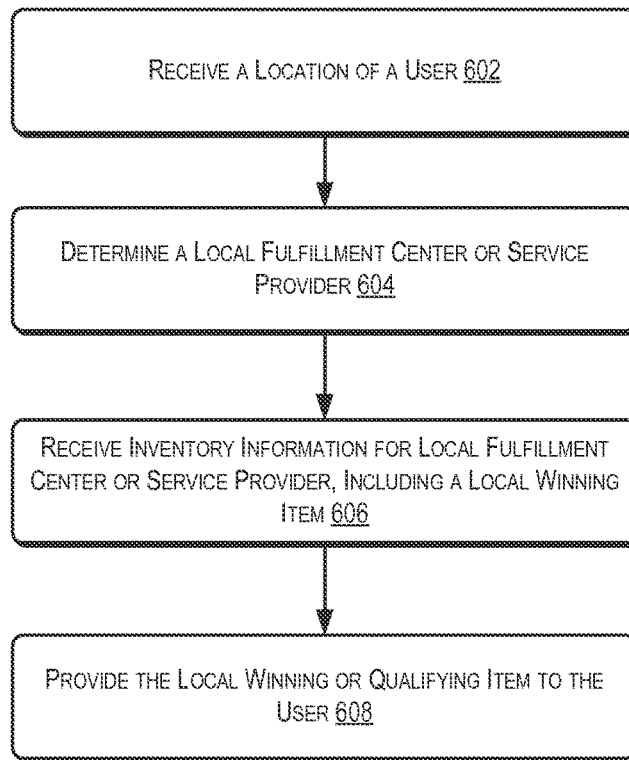 RECEIVE A LOCATION OF A USER 602
DETERMINE A LOCAL FULFILLMENT CENTER OR SERVICE
PROVIDER 604
RECEIVE INVENTORY INFORMATION FOR LOCAL FULFILLMENT
CENTER OR SERVICE PROVIDER, INCLUDING A LOCAL WINNING
ITEM 606
PROVIDE THE LOCAL WINNING OR QUALIFYING ITEM TO THE
USER 608